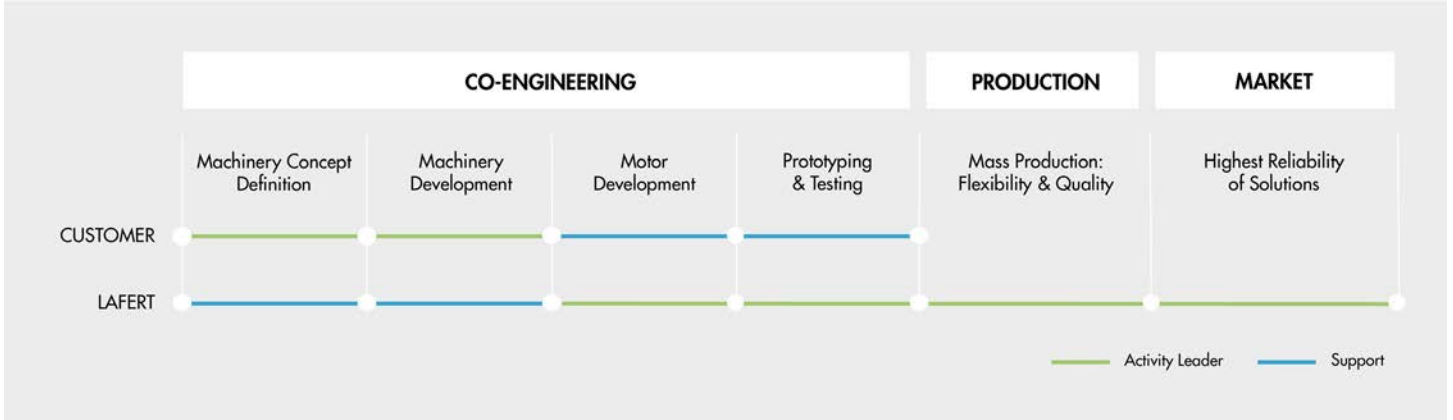 CO-ENGINEERING
PRODUCTION
MARKET
Machinery Concept
Definition
Machinery
Development
Motor
Development
Prototyping
& Testing
Mass Production:
Flexibility & Quality
Highest Reliability
of Solutions
CUSTOMER
LAFERT
Activity Leader
Support